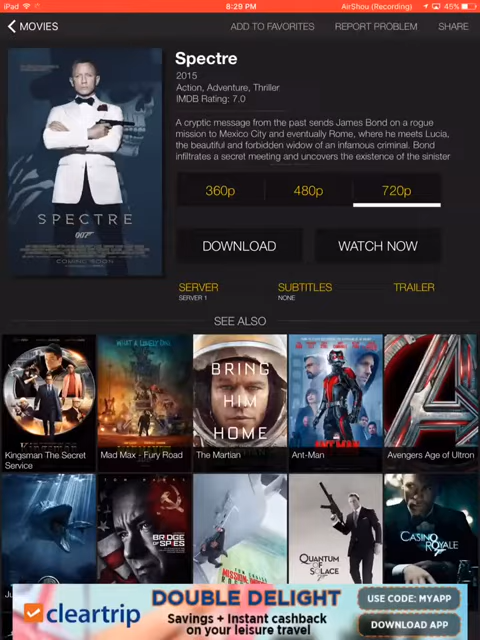 iPad 8:29 PM AirShou (Recording) 45%
MOVIES ADD TO FAVORITES REPORT PROBLEM SHARE
Spectre
2015
Action, Adventure, Thriller
IMDB Rating: 7.0
A cryptic message from the past sends James Bond on a rogue
mission to Mexico City and eventually Rome, where he meets Lucia,
the beautiful and forbidden widow of an infamous criminal. Bond
infiltrates a secret meeting and uncovers the existence of the sinister
SPECTRE
007
COMING SOON
360p 480p 720p
DOWNLOAD WATCH NOW
SERVER SUBTITLES TRAILER
SERVER 1 NONE
SEE ALSO
BRING
HIM
HOME
ANT-MAN
Kingsman The Secret
Service
Mad Max - Fury Road
The Martian
Ant-Man
Avengers Age of Ultron
BRIDGE
OF SPIES
QUANTUM
OF SOLACE
CASINO
ROYALE
cleartrip
DOUBLE DELIGHT
Savings + Instant cashback
on your leisure travel
USE CODE: MYAPP
DOWNLOAD APP